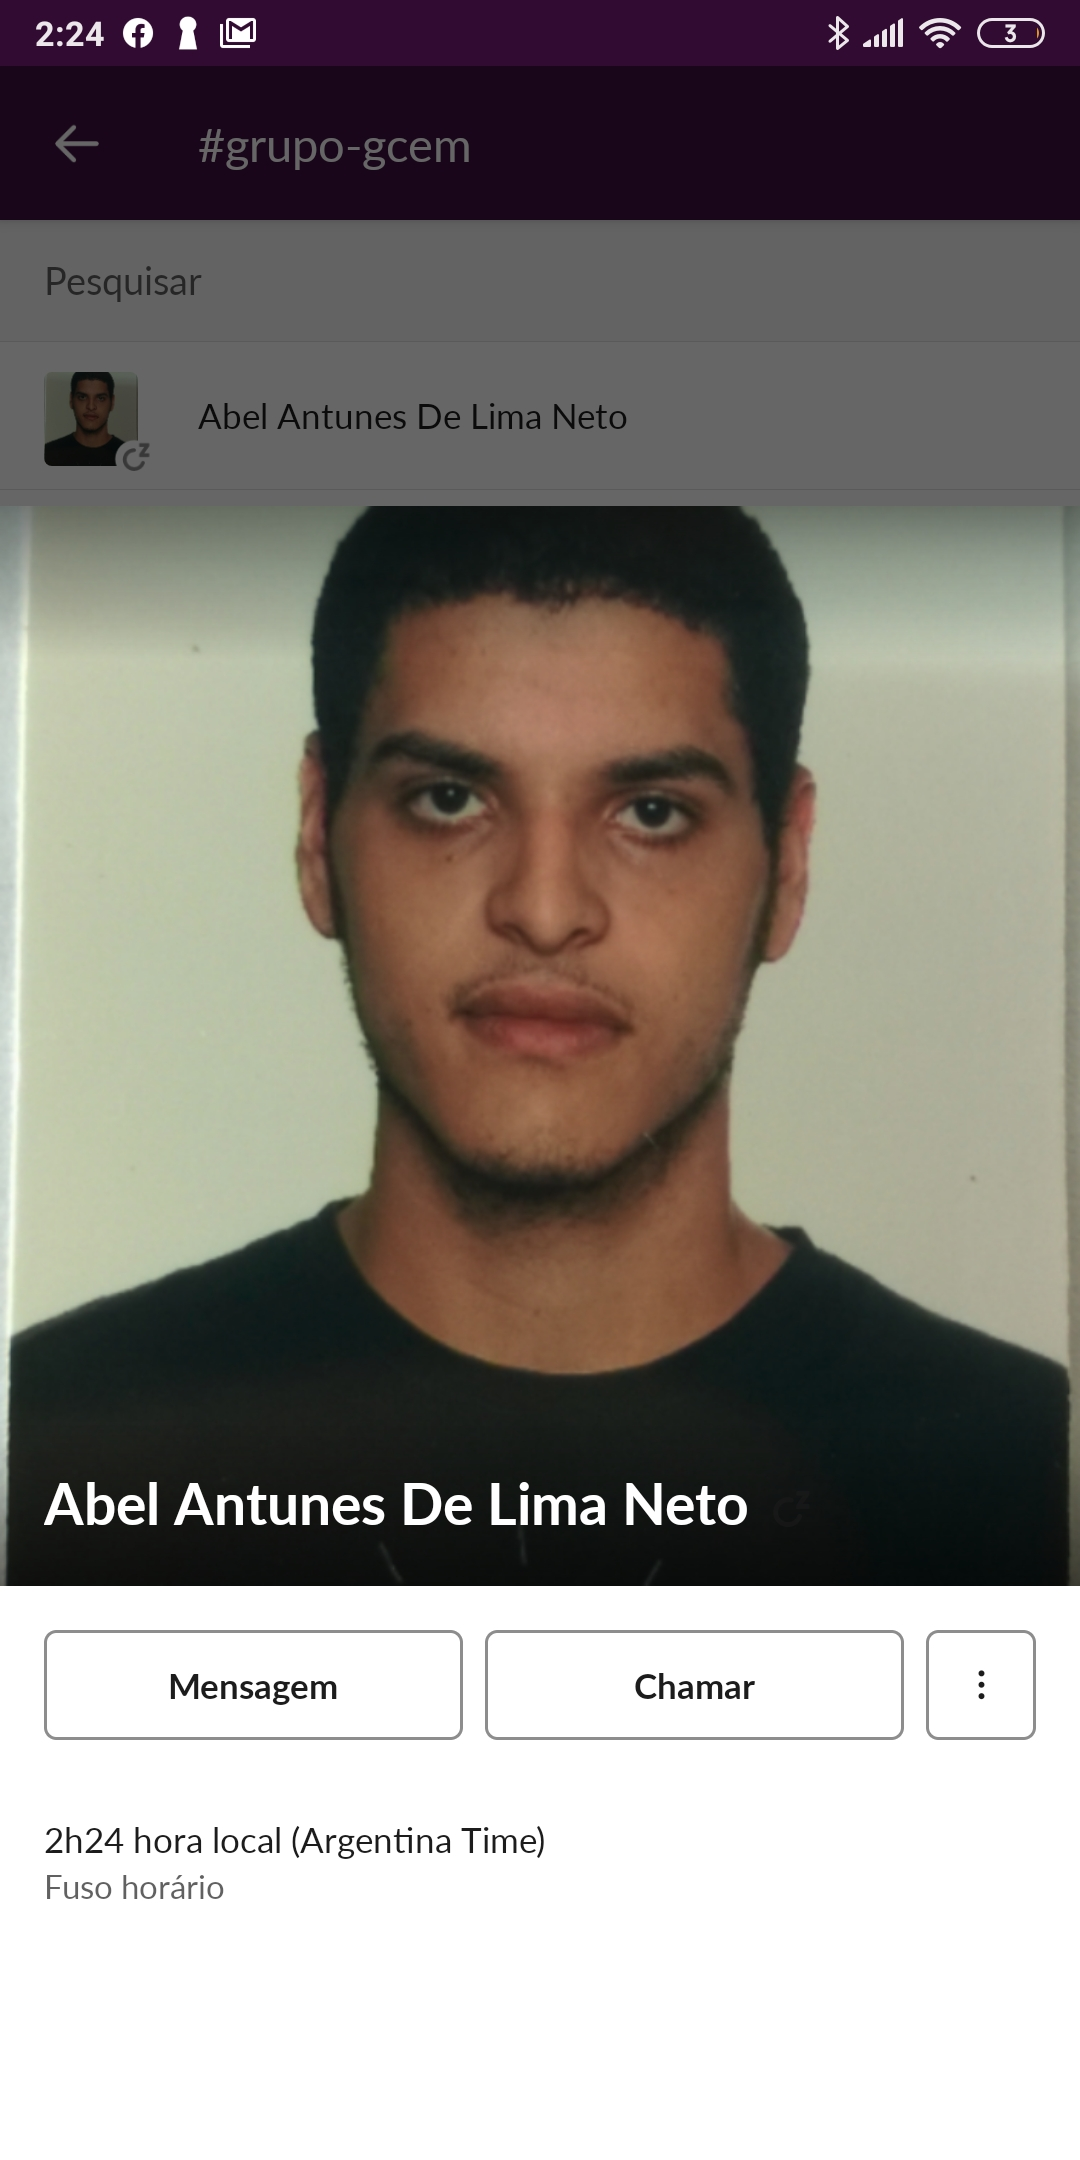 2:24
3
#grupo-gcem
Pesquisar
Abel Antunes De Lima Neto
Abel Antunes De Lima Neto
Mensagem
Chamar
2h24 hora local (Argentina Time)
Fuso horário